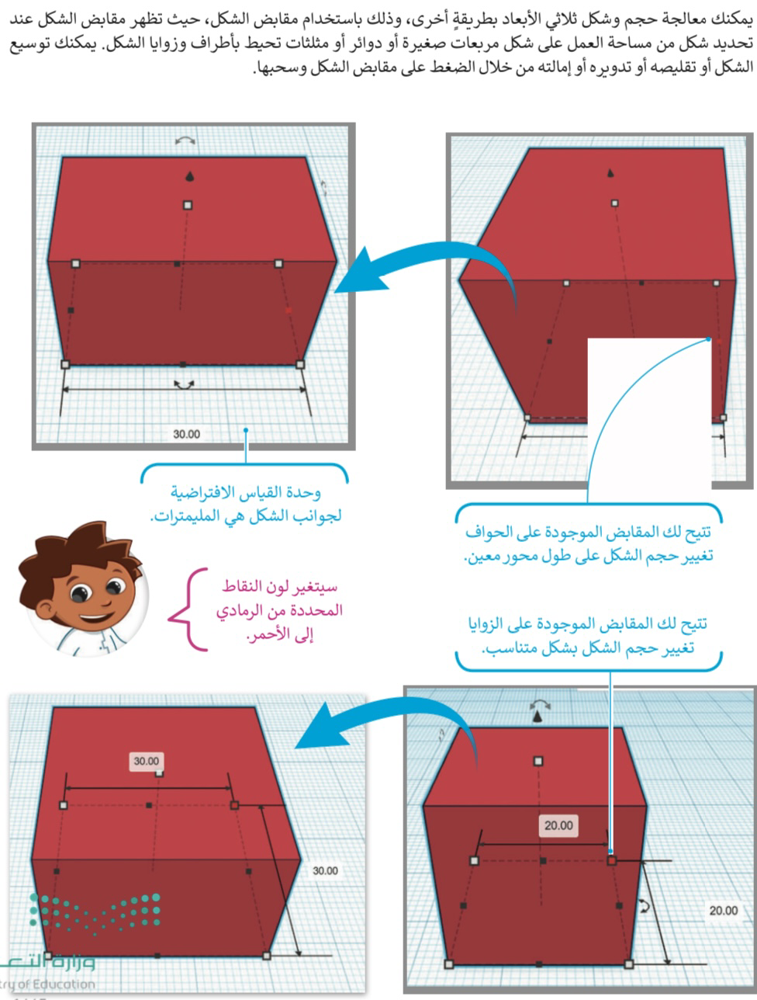 يمكنك معالجة حجم وشكل ثلاثي الأبعاد بطريقةٍ أخرى، وذلك باستخدام مقابض الشكل، حيث تظهر مقابض الشكل عند
تحديد شكل من مساحة العمل على شكل مربعات صغيرة أو دوائر أو مثلثات تحيط بأطراف وزوايا الشكل. يمكنك توسيع
الشكل أو تقليصه أو تدويره أو إمالته من خلال الضغط على مقابض الشكل وسحبها.
30.00
تتيح لك المقابض الموجودة على الحواف
تغيير حجم الشكل على طول محور معين.
وحدة القياس الافتراضية
لجوانب الشكل هي المليمترات.
سيتغير لون النقاط
المحددة من الرمادي
إلى الأحمر.
تتيح لك المقابض الموجودة على الزوايا
تغيير حجم الشكل بشكل متناسب.
20.00
20.00
30.00
30.00
وزارة التعـ
try of Education